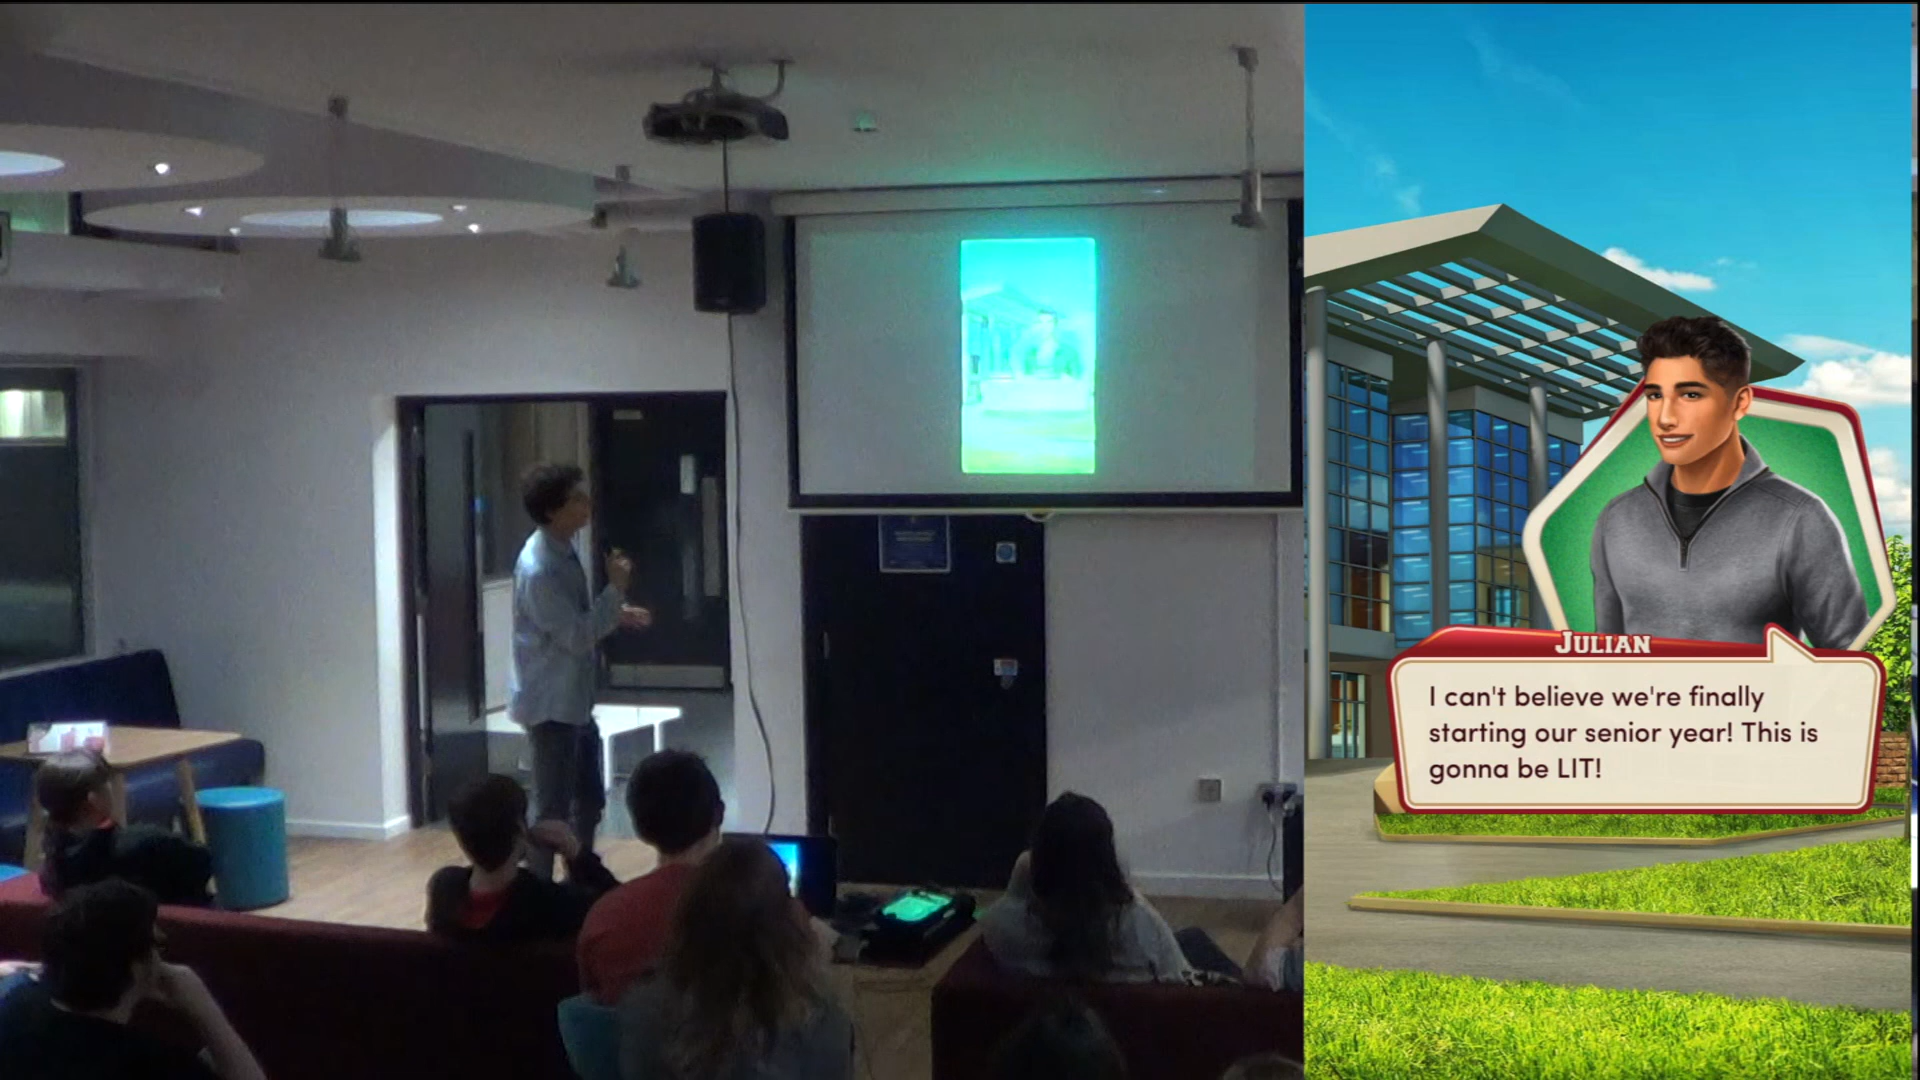 JULIAN
I can't believe we're finally
starting our senior year! This is
gonna be LIT!